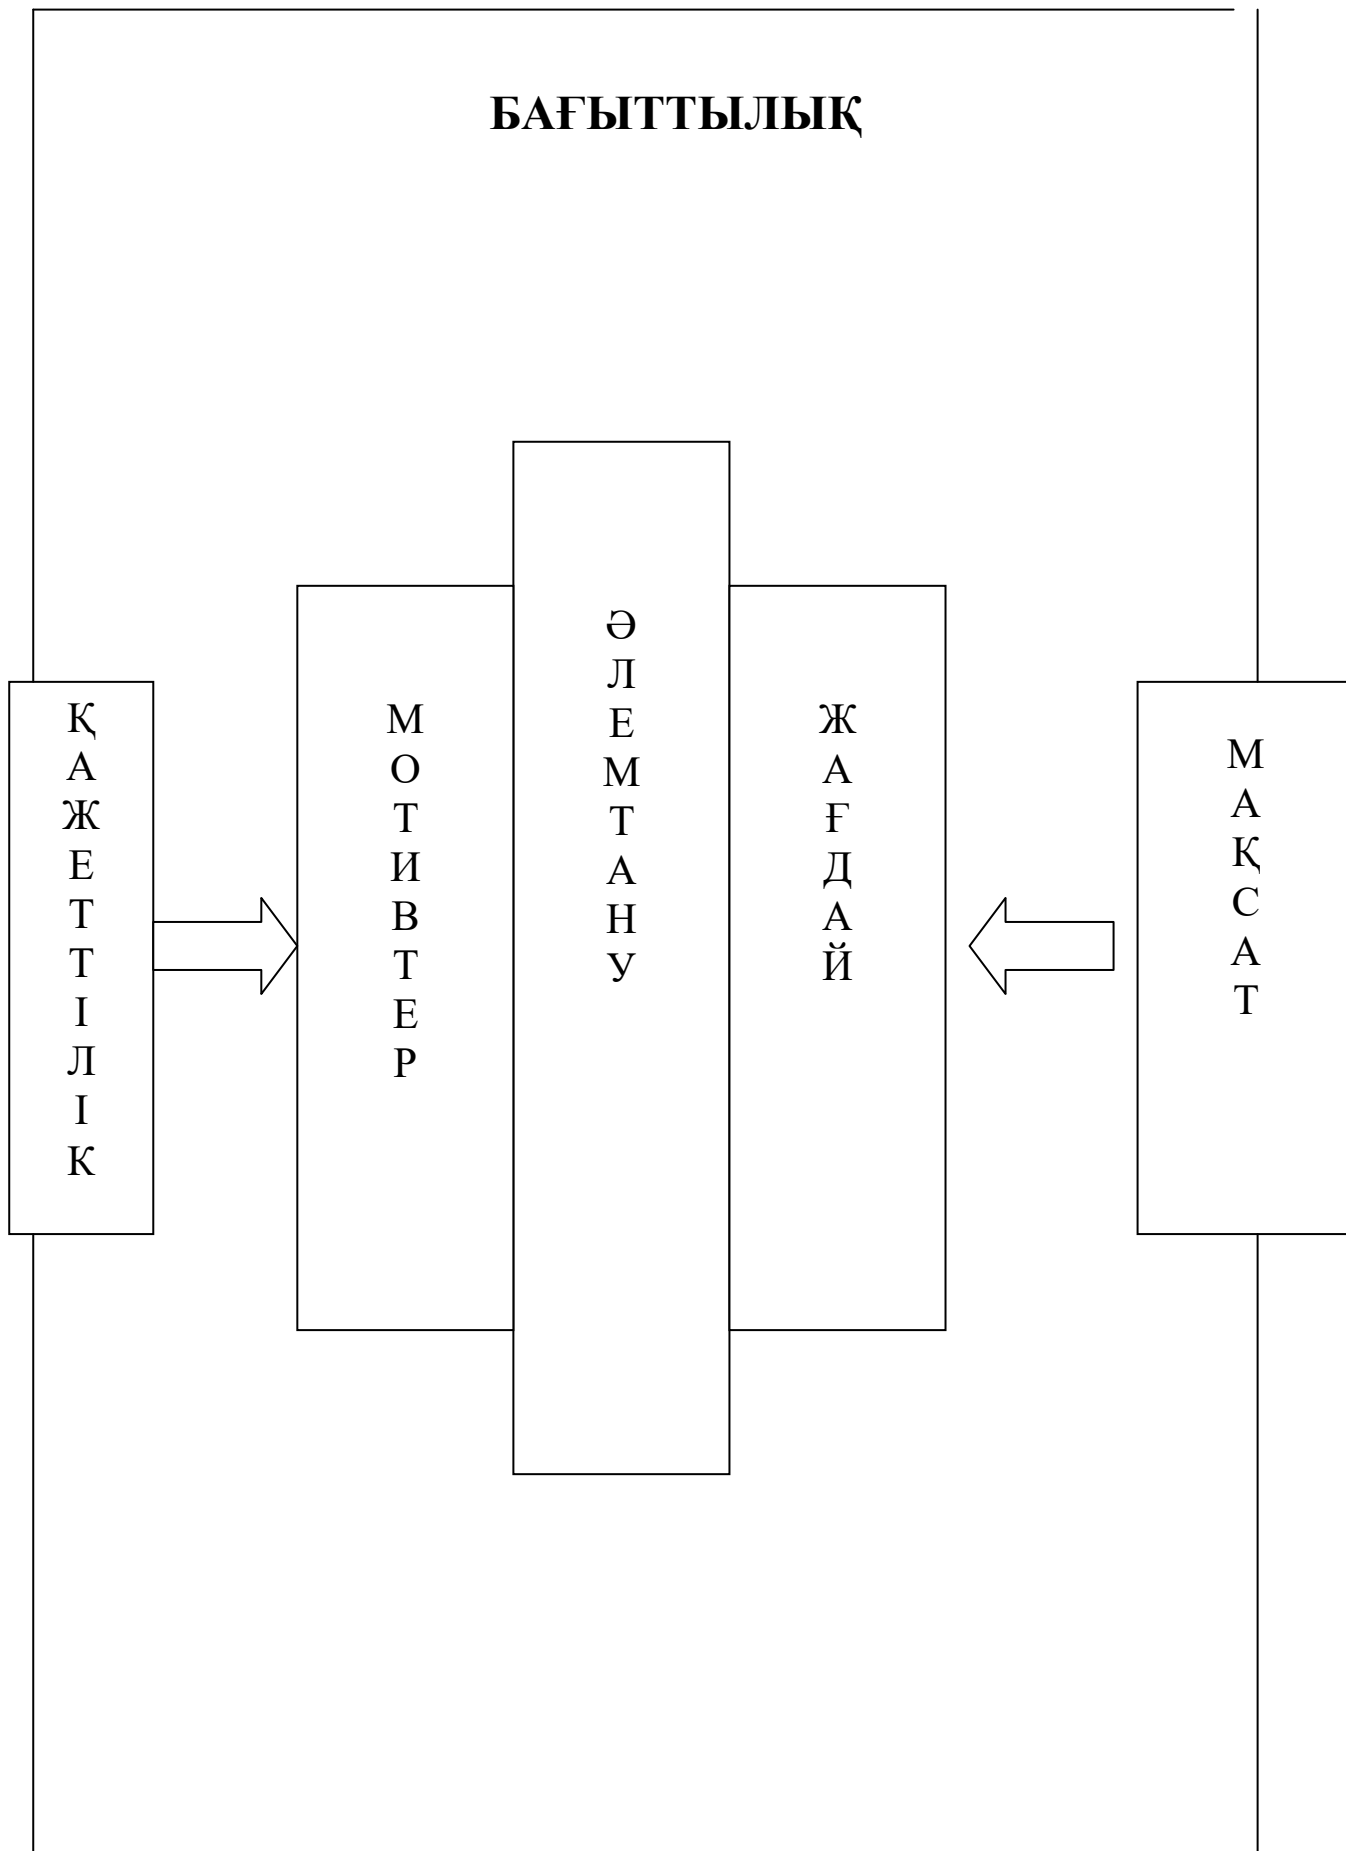 БАҒЫТТЫЛЫҚ
ҚАЖЕТТІЛІК
МОТИВТЕР
ӘЛЕМТАНУ
ЖАҒДАЙ
МАҚСАТ